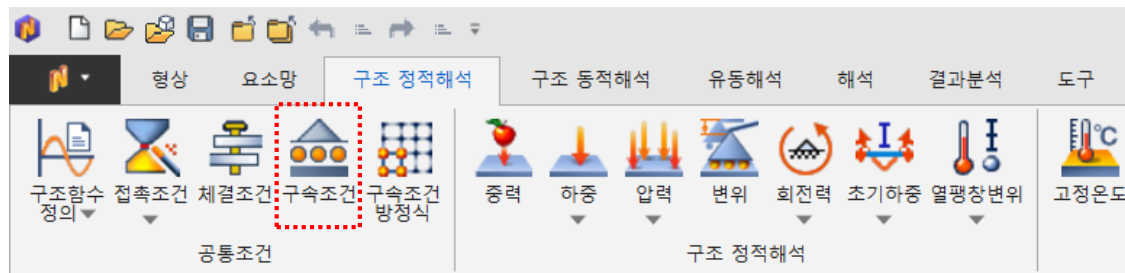 형상 요소망 구조 정적해석 구조 동적해석 유동해석 해석 결과분석 도구
구조함수 접촉조건 체결조건 구속조건 구속조건 중력 하중 압력 변위 회전력 초기하중 열팽창변위 고정온도
정의 방정식
공통조건 구조 정적해석